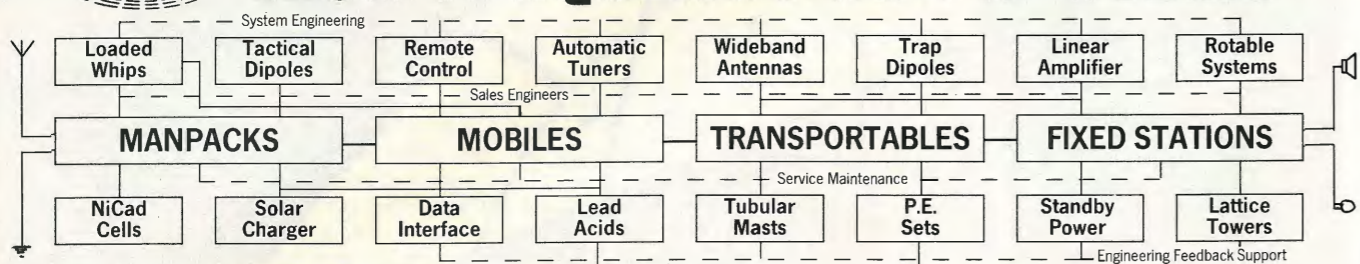 System Engineering
Loaded
Whips
Tactical
Dipoles
Remote
Control
Automatic
Tuners
Wideband
Antennas
Trap
Dipoles
Linear
Amplifier
Rotable
Systems
Sales Engineers
MANPACKS
MOBILES
TRANSPORTABLES
FIXED STATIONS
Service Maintenance
NiCad
Cells
Solar
Charger
Data
Interface
Lead
Acids
Tubular
Masts
P.E.
Sets
Standby
Power
Lattice
Towers
Engineering Feedback Support